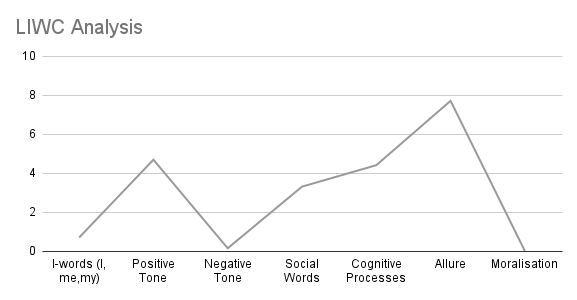 LIWC Analysis
10
8
6
4
2
0
I-words (I,
me,my)
Positive
Tone
Negative
Tone
Social
Words
Cognitive
Processes
Allure
Moralisation